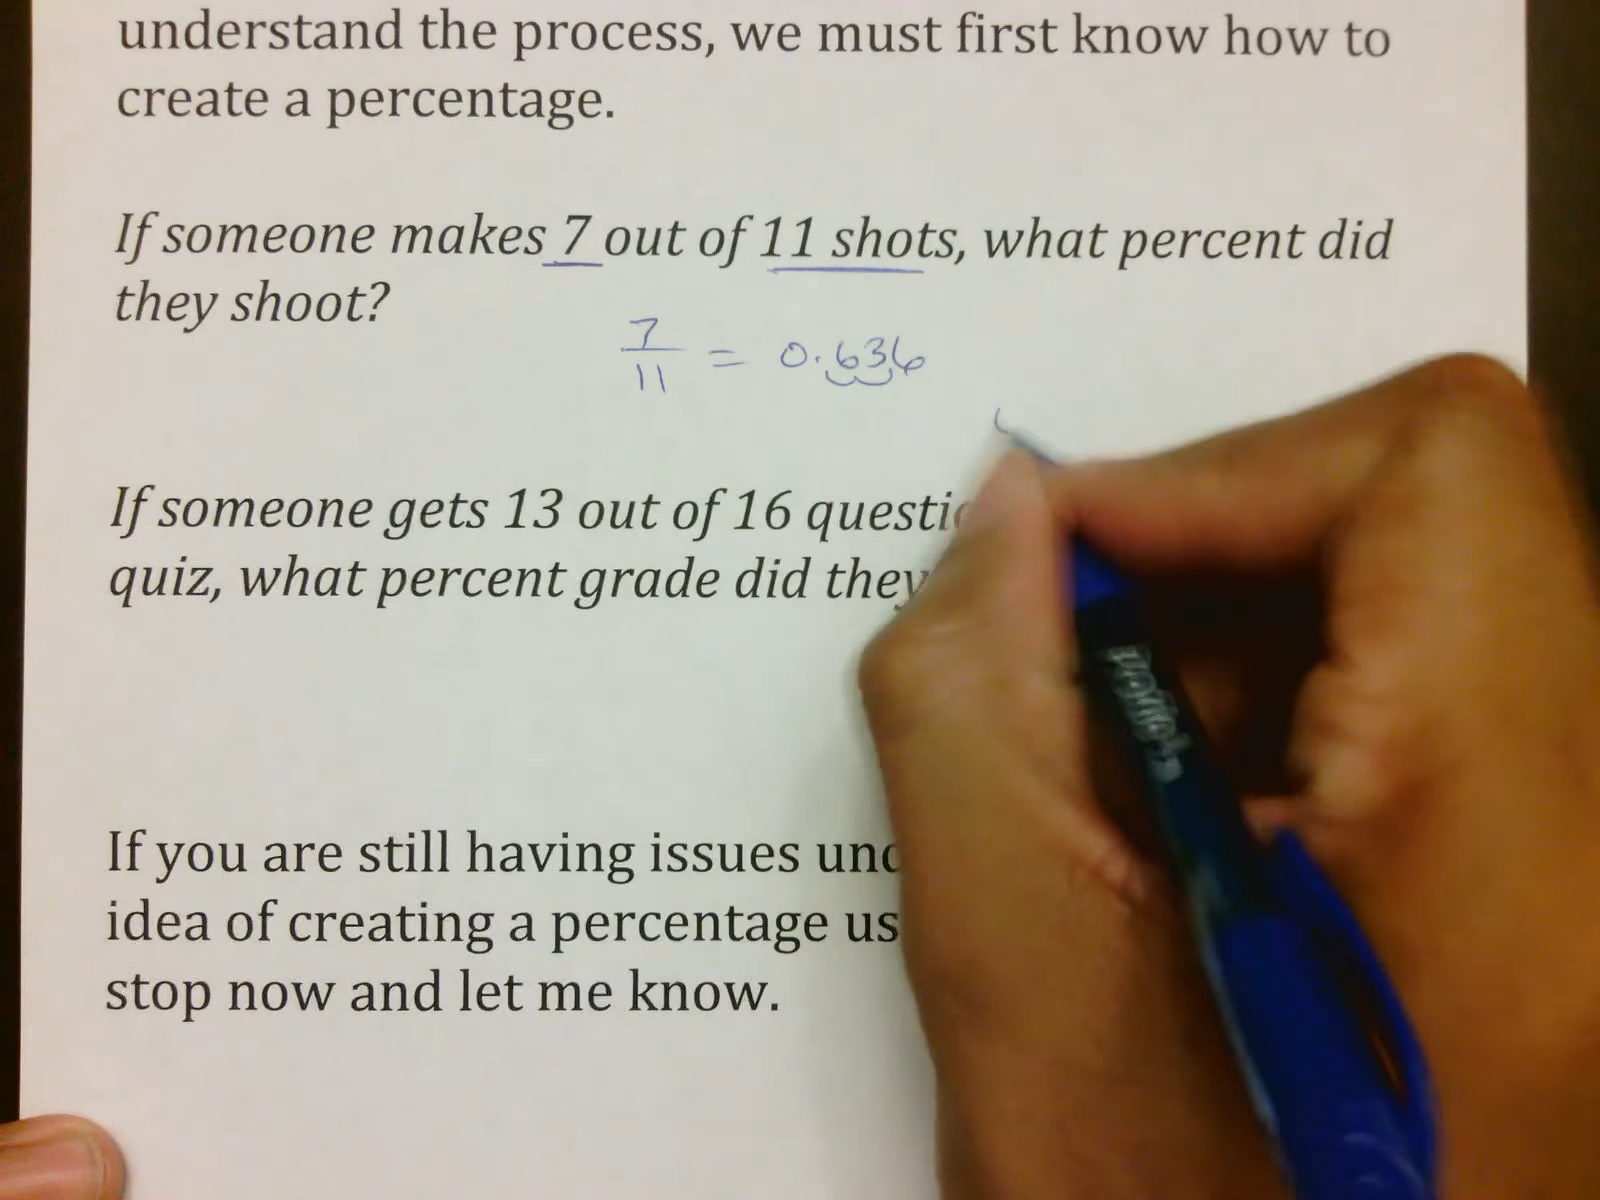 understand the process, we must first know how to
create a percentage.
If someone makes 7 out of 11 shots, what percent did
they shoot?
7
11
= 0.636
If someone gets 13 out of 16
quiz, what percent grade did they
If you are still having issues
idea of creating a percentage
stop now and let me know.